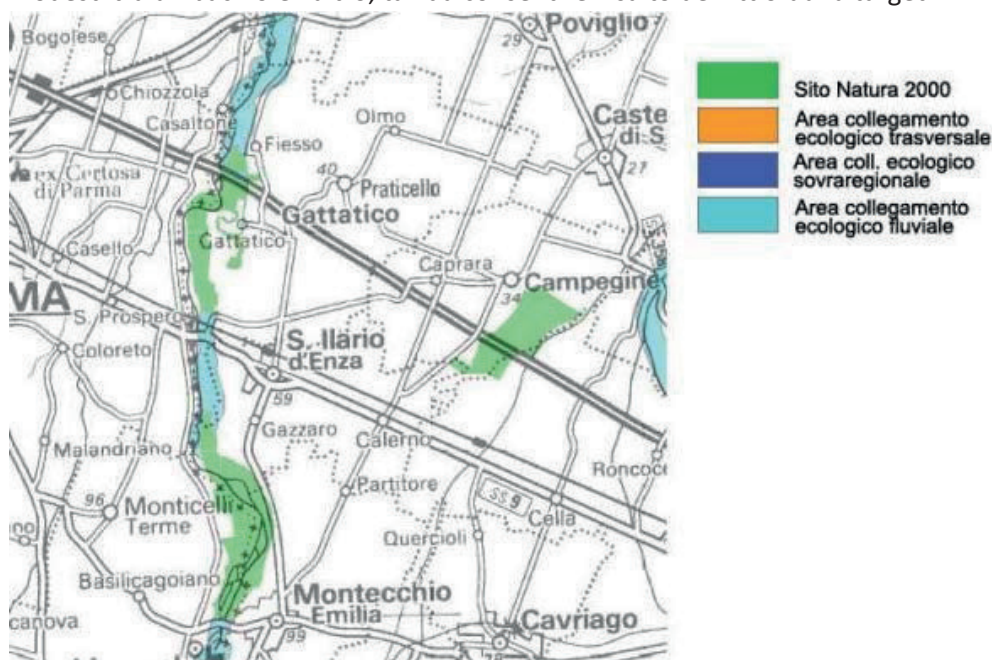 Poviglio
29
Bogolese
Chiozzola
Casaltone
Olmo
Caste
di S
Fiesso
27
ex Certosa
di Parma
40
Praticello
Gattatico
Gattatico
Casello
Caprara
Campegine
34
MA
S. Prospero
S. Ilario
d'Enza
Coloreto
59
Gazzaro
Calerno
Malandriano
Roncoce
Partitore
SS 9
96
Monticelli
Terme
Cella
Quercioli
Basilicagoiano
Montecchio
Emilia
canova
99
Cavriago
78
Sito Natura 2000
Area collegamento
ecologico trasversale
Area coll. ecologico
sovraregionale
Area collegamento
ecologico fluviale